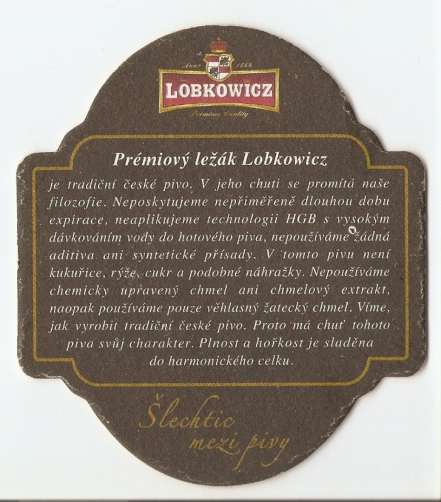 Anno 1466
LOBKOWICZ
Premium Quality
Prémiový ležák Lobkowicz
je tradiční české pivo. V jeho chuti se promítá naše
filozofie. Neposkytujeme nepřiměřeně dlouhou dobu
expirace, neaplikujeme technologii HGB s vysokým
dávkováním vody do hotového piva, nepoužíváme žádná
aditiva ani syntetické přísady. V tomto pivu není
kukuřice, rýže, cukr a podobné náhražky. Nepoužíváme
chemicky upravený chmel ani chmelový extrakt,
naopak používáme pouze věhlasný žatecký chmel. Víme,
jak vyrobit tradiční české pivo. Proto má chuť tohoto
piva svůj charakter. Plnost a hořkost je sladěna
do harmonického celku.
Šlechtic
mezi pivy